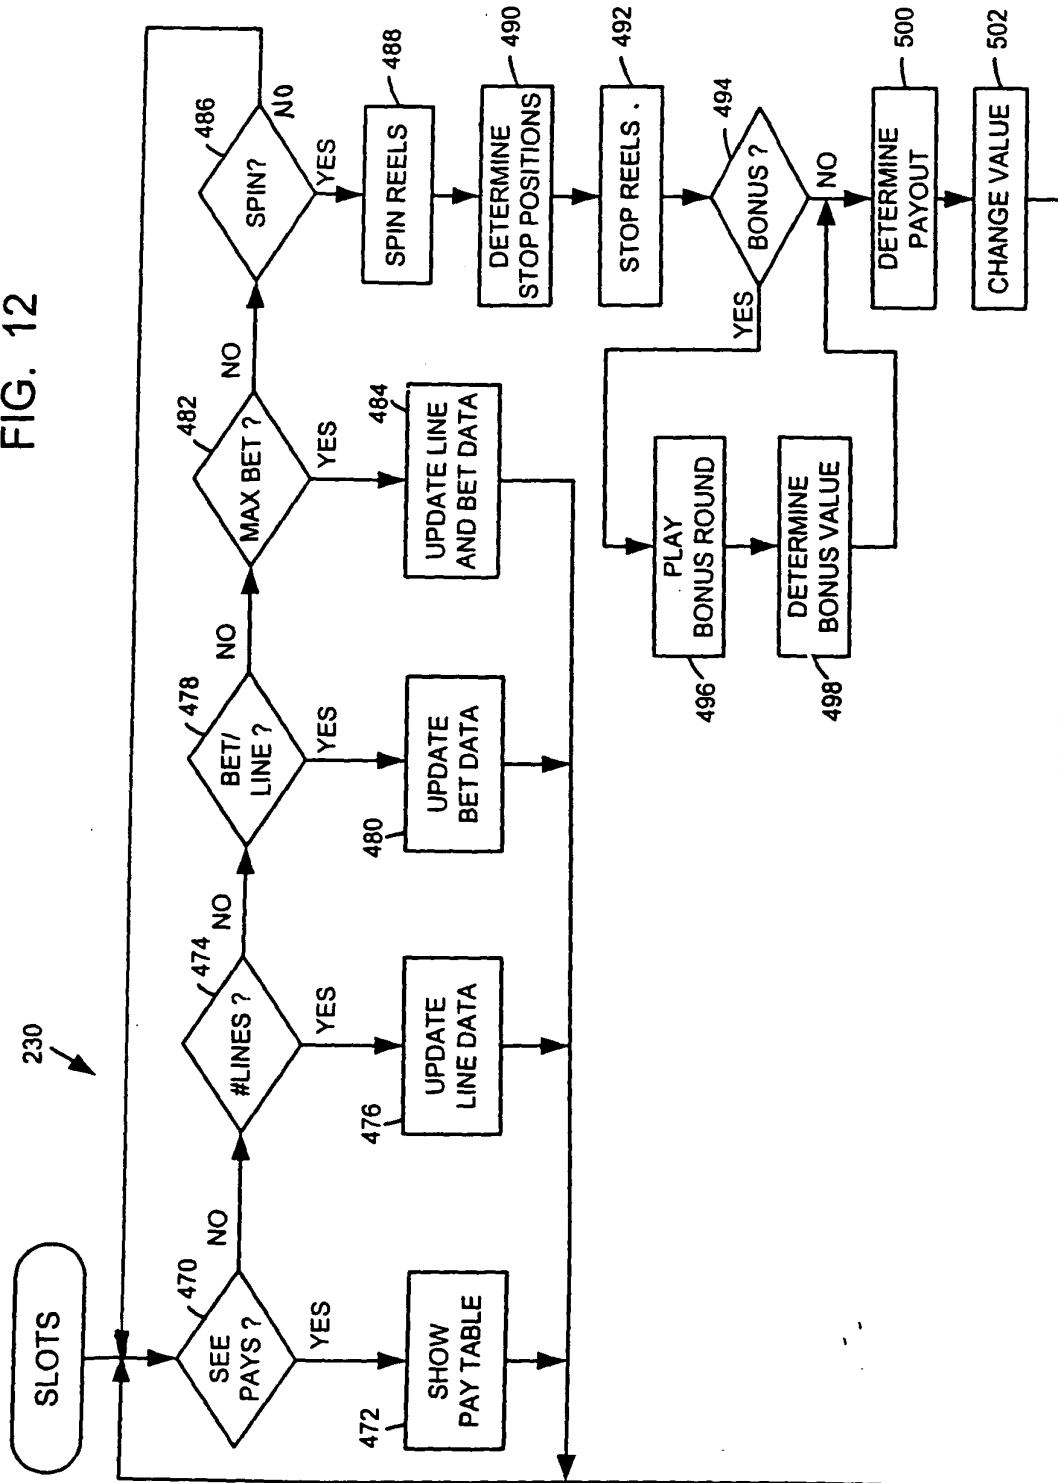 FIG. 12
230
SLOTS
470
SEE
PAYS ?
NO
YES
472
SHOW
PAY TABLE
474
#LINES ?
NO
YES
476
UPDATE
LINE DATA
478
BET/
LINE ?
NO
YES
480
UPDATE
BET DATA
482
MAX BET ?
NO
YES
484
UPDATE LINE
AND BET DATA
486
SPIN?
NO
YES
488
SPIN REELS
490
DETERMINE
STOP POSITIONS
492
STOP REELS .
494
BONUS ?
YES
NO
496
PLAY
BONUS ROUND
498
DETERMINE
BONUS VALUE
500
DETERMINE
PAYOUT
502
CHANGE VALUE